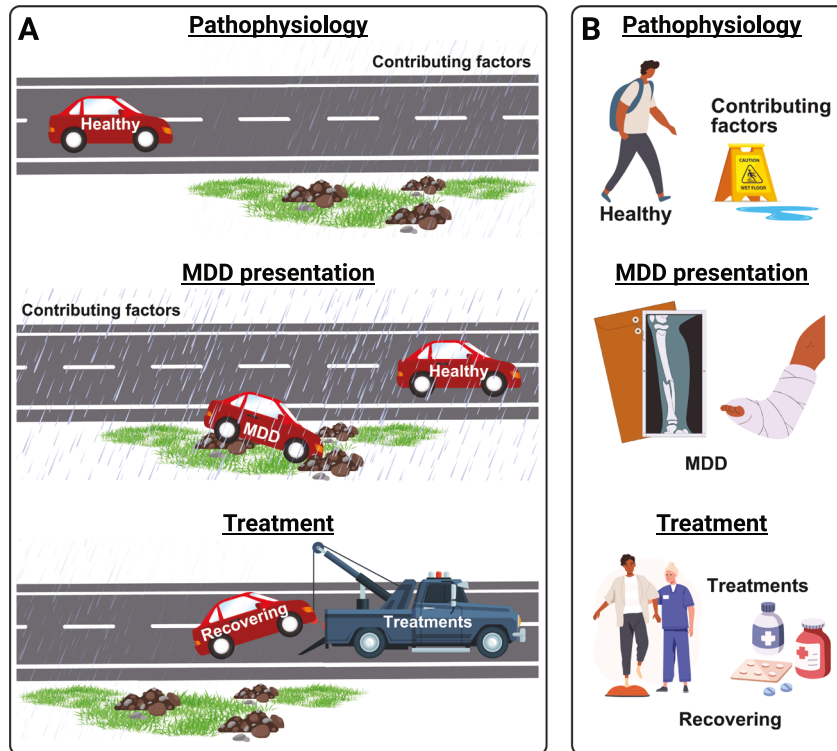 A
Pathophysiology
Contributing factors
Healthy
MDD presentation
Contributing factors
Healthy
MDD
Treatment
Recovering
Treatments
B
Pathophysiology
Contributing
factors
CAUTION
WET FLOOR
Healthy
MDD presentation
MDD
Treatment
Treatments
Recovering